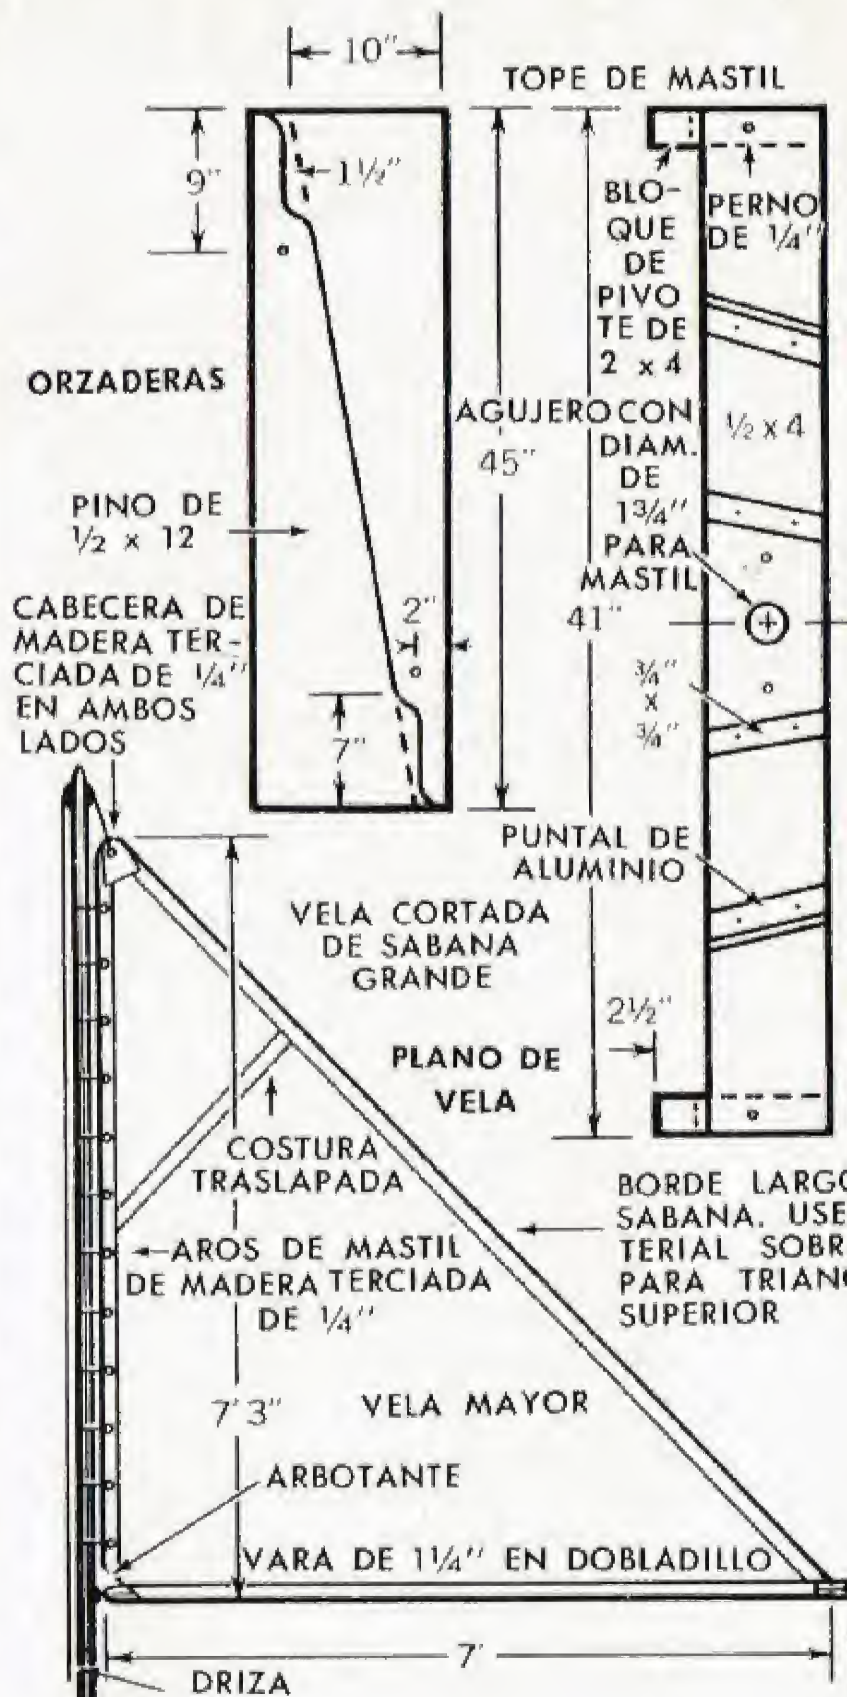 10"
TOPE DE MASTIL
9"
1½"
BLO-
QUE
DE
PIVO
TE DE
2 x 4
PERNO
DE ¼"
ORZADERAS
AGUJERO CON
DIAM.
DE
1¾"
PARA
MASTIL
½ x 4
45"
PINO DE
½ x 12
CABECERA DE
MADERA TER-
CIADA DE ¼"
EN AMBOS
LADOS
2"
41"
¾"
x
¾"
7"
PUNTAL DE
ALUMINIO
VELA CORTADA
DE SABANA
GRANDE
2½"
PLANO DE
VELA
COSTURA
TRASLAPADA
BORDE LARGO
SABANA. USE
TERIAL SOBR
PARA TRIANG
SUPERIOR
AROS DE MASTIL
DE MADERA TERCIADA
DE ¼"
7' 3"
VELA MAYOR
ARBOTANTE
VARA DE 1¼" EN DOBLADILLO
7'
DRIZA